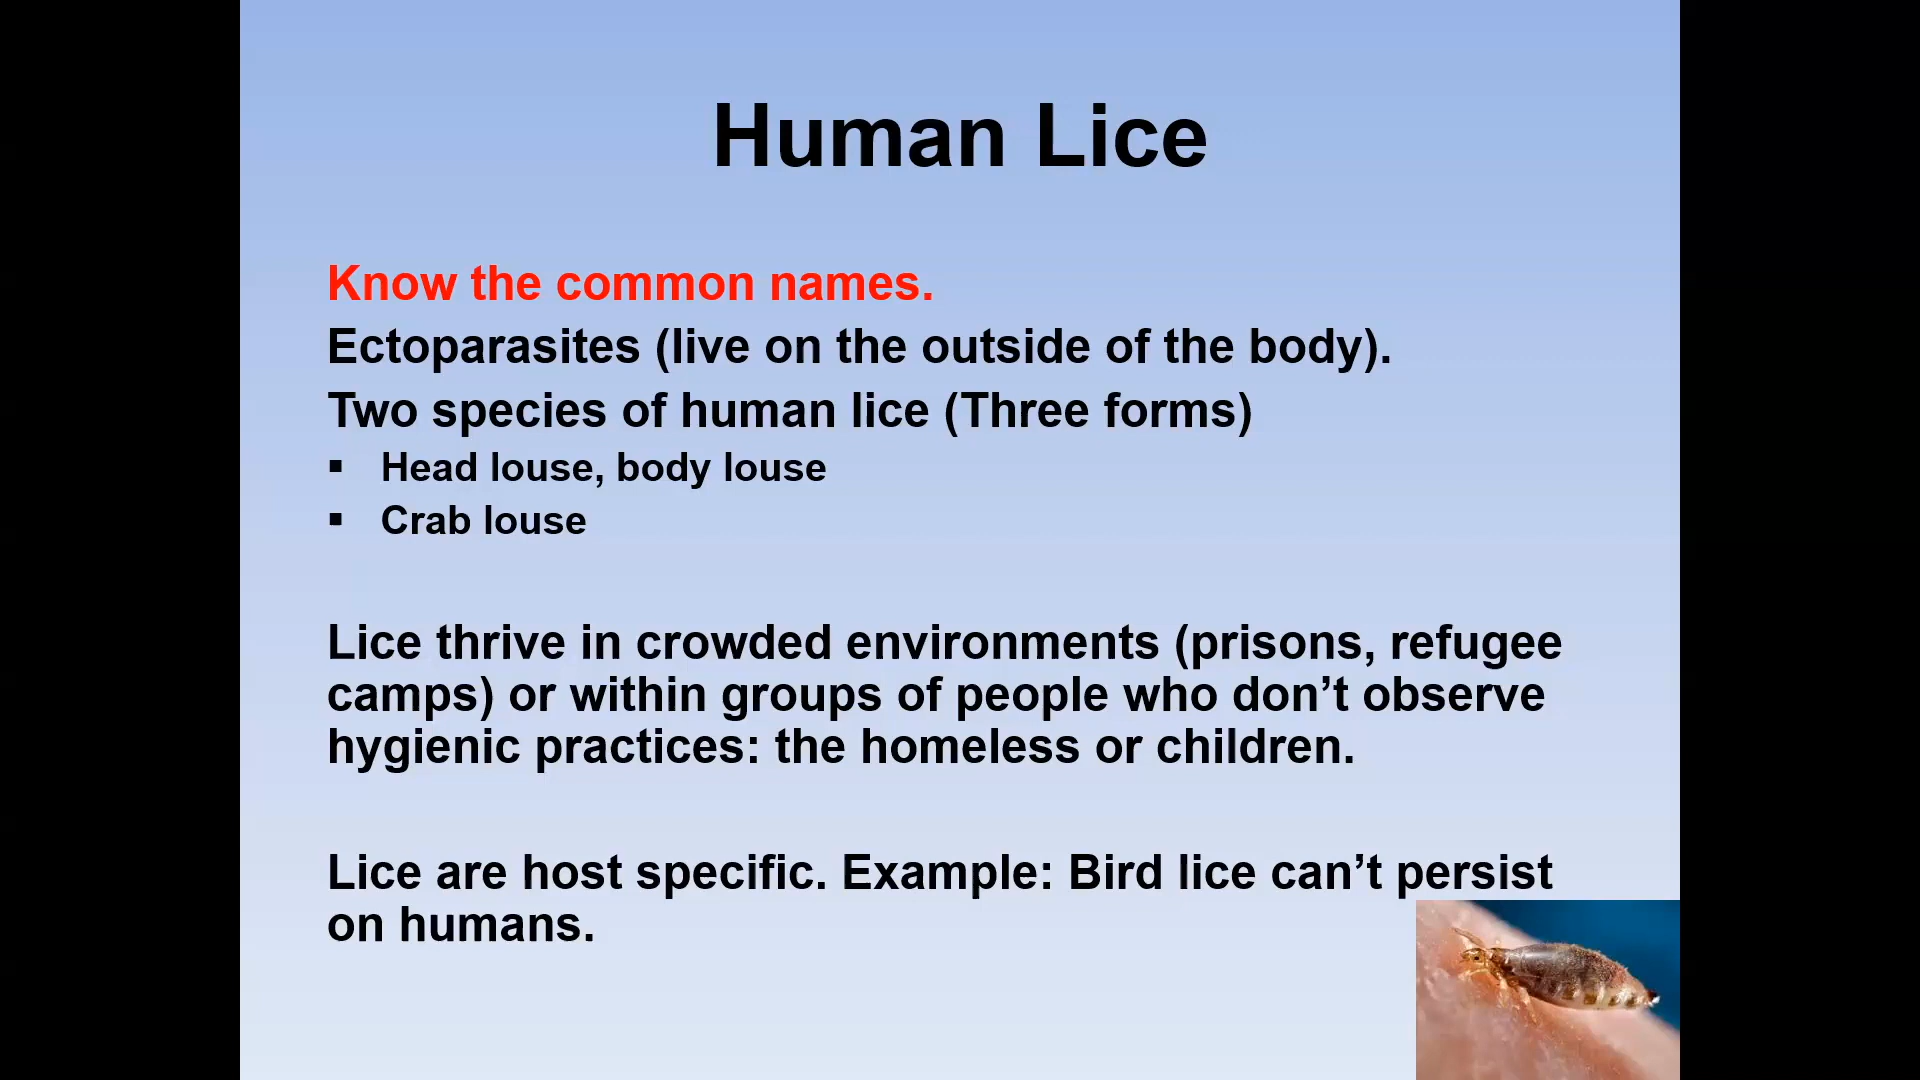 Human Lice
Know the common names.
Ectoparasites (live on the outside of the body).
Two species of human lice (Three forms)
▪ Head louse, body louse
▪ Crab louse
Lice thrive in crowded environments (prisons, refugee
camps) or within groups of people who don’t observe
hygienic practices: the homeless or children.
Lice are host specific. Example: Bird lice can’t persist
on humans.